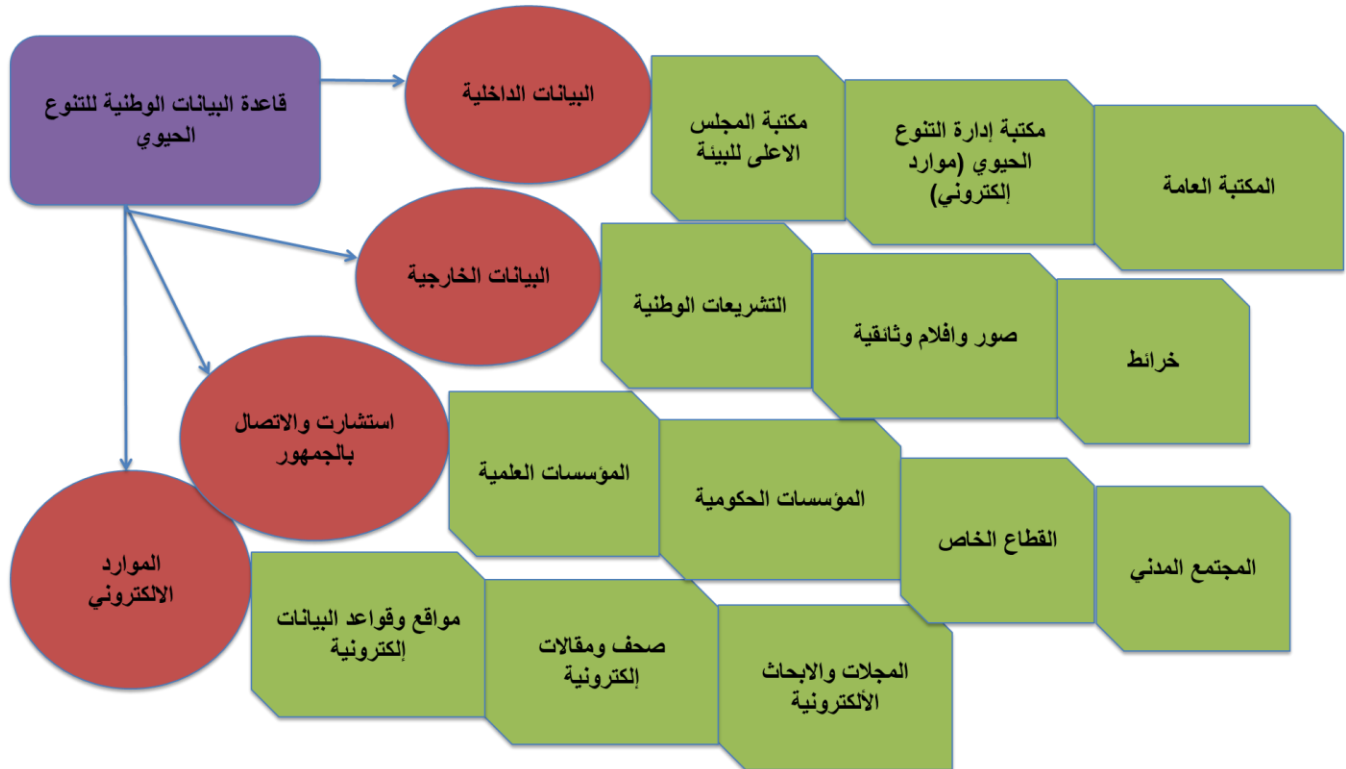 قاعدة البيانات الوطنية للتنوع
الحيوي
البيانات الداخلية
مكتبة المجلس
الاعلى للبيئة
مكتبة إدارة التنوع
الحيوي (موارد
إلكتروني)
المكتبة العامة
البيانات الخارجية
التشريعات الوطنية
صور وافلام وثائقية
خرائط
استشارت والاتصال
بالجمهور
المؤسسات العلمية
المؤسسات الحكومية
القطاع الخاص
المجتمع المدني
الموارد
الالكتروني
مواقع وقواعد البيانات
إلكترونية
صحف ومقالات
إلكترونية
المجلات والابحاث
الألكترونية